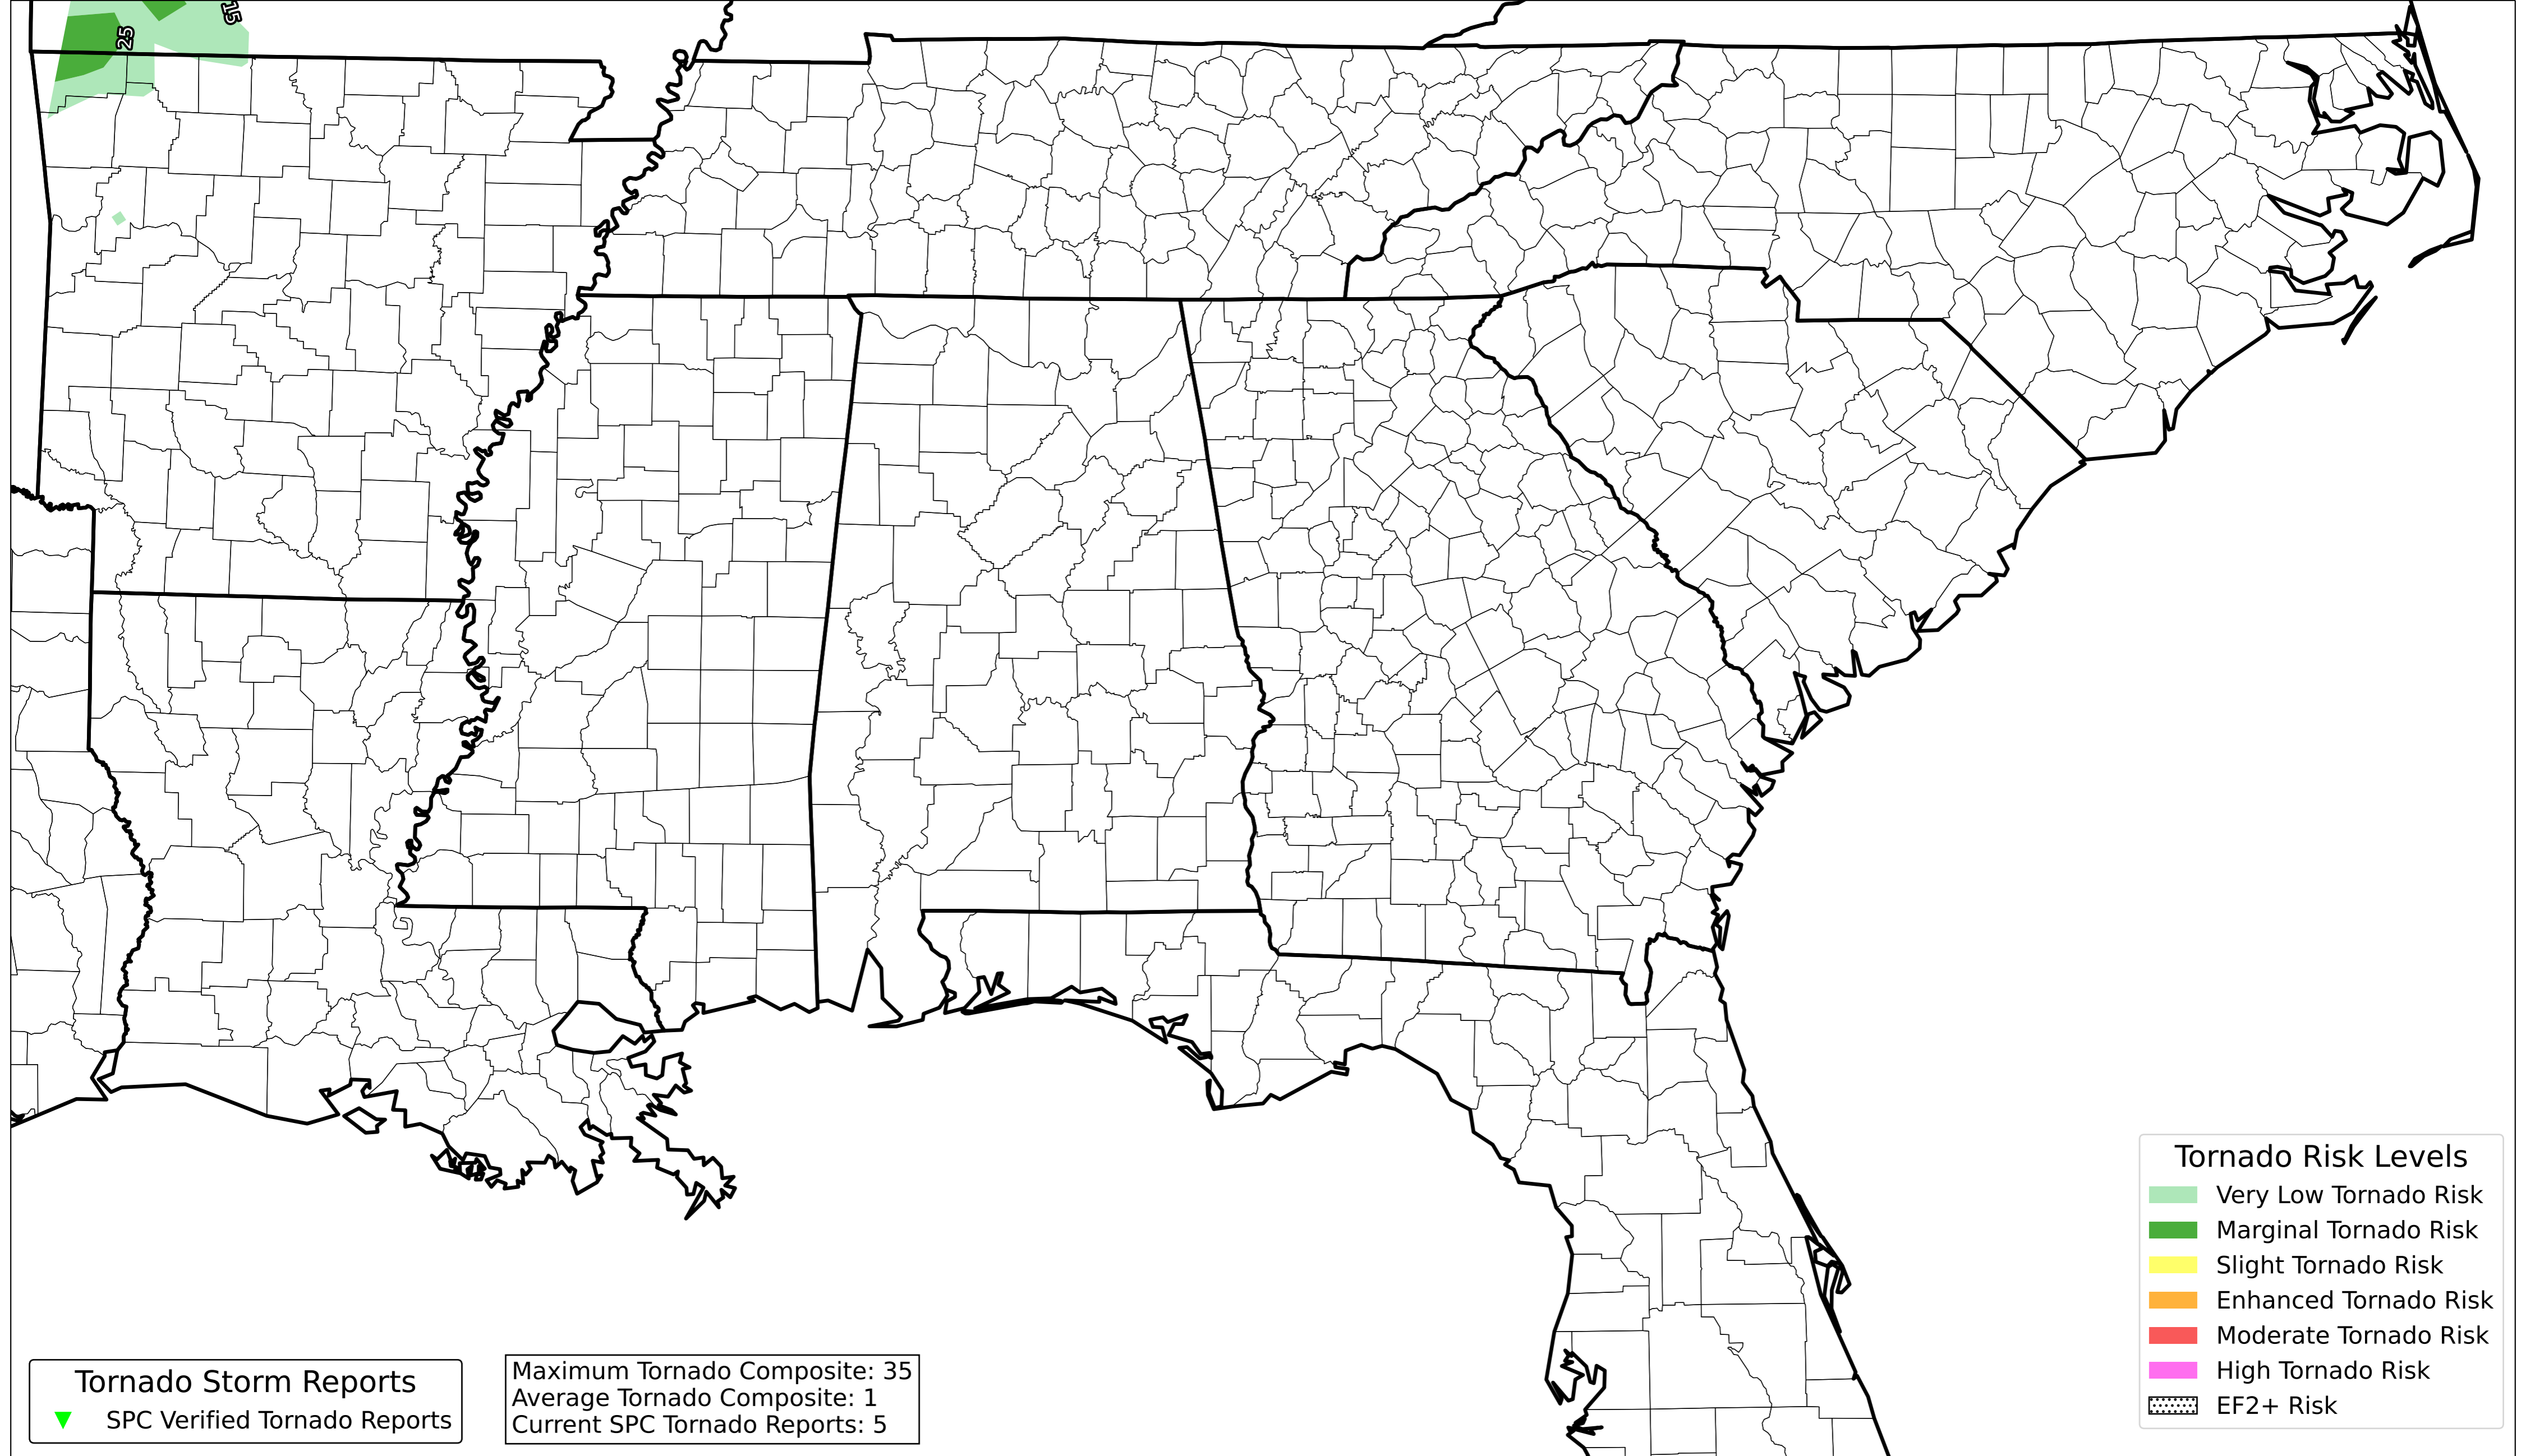 15
25
Tornado Risk Levels
Very Low Tornado Risk
Marginal Tornado Risk
Slight Tornado Risk
Enhanced Tornado Risk
Moderate Tornado Risk
High Tornado Risk
EF2+ Risk
Tornado Storm Reports
SPC Verified Tornado Reports
Maximum Tornado Composite: 35
Average Tornado Composite: 1
Current SPC Tornado Reports: 5